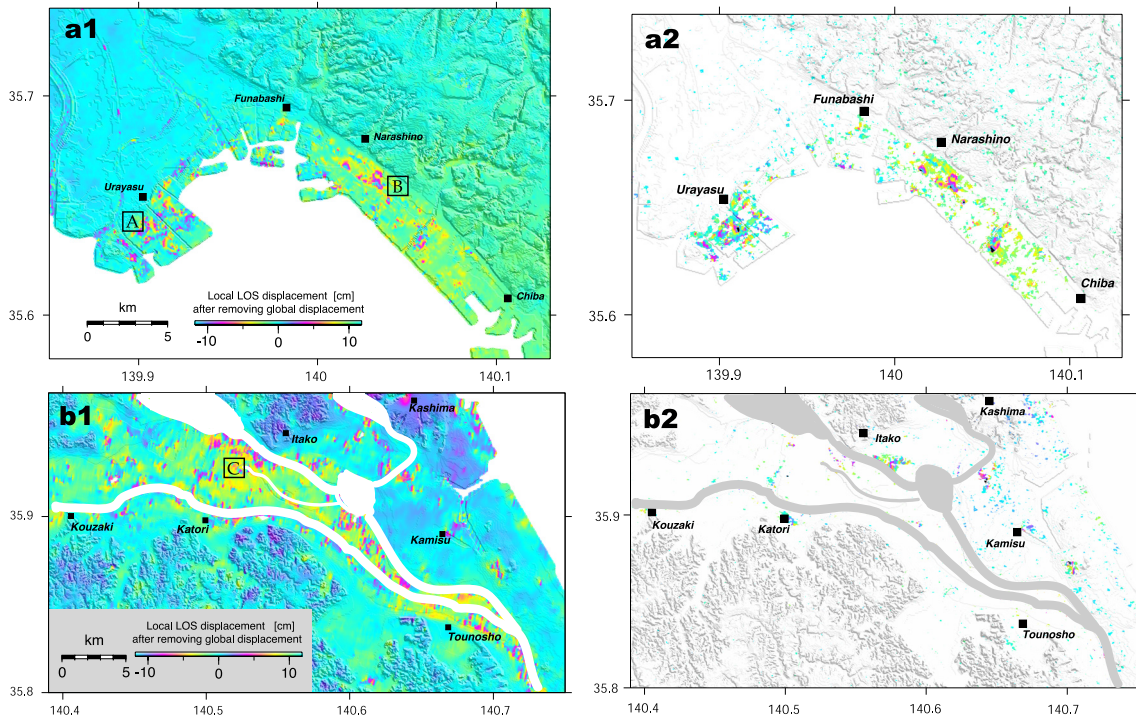 a1
35.7
Funabashi
Narashino
B
Urayasu
A
Chiba
km
0 5
Local LOS displacement [cm]
after removing global displacement
-10 0 10
35.6
139.9 140 140.1
a2
35.7
Funabashi
Narashino
Urayasu
Chiba
35.6
139.9 140 140.1
b1
Kashima
Itako
C
35.9
Kouzaki
Katori
Kamisu
Tounosho
km
0 5
Local LOS displacement [cm]
after removing global displacement
-10 0 10
35.8
140.4 140.5 140.6 140.7
b2
Kashima
Itako
35.9
Kouzaki
Katori
Kamisu
Tounosho
35.8
140.4 140.5 140.6 140.7